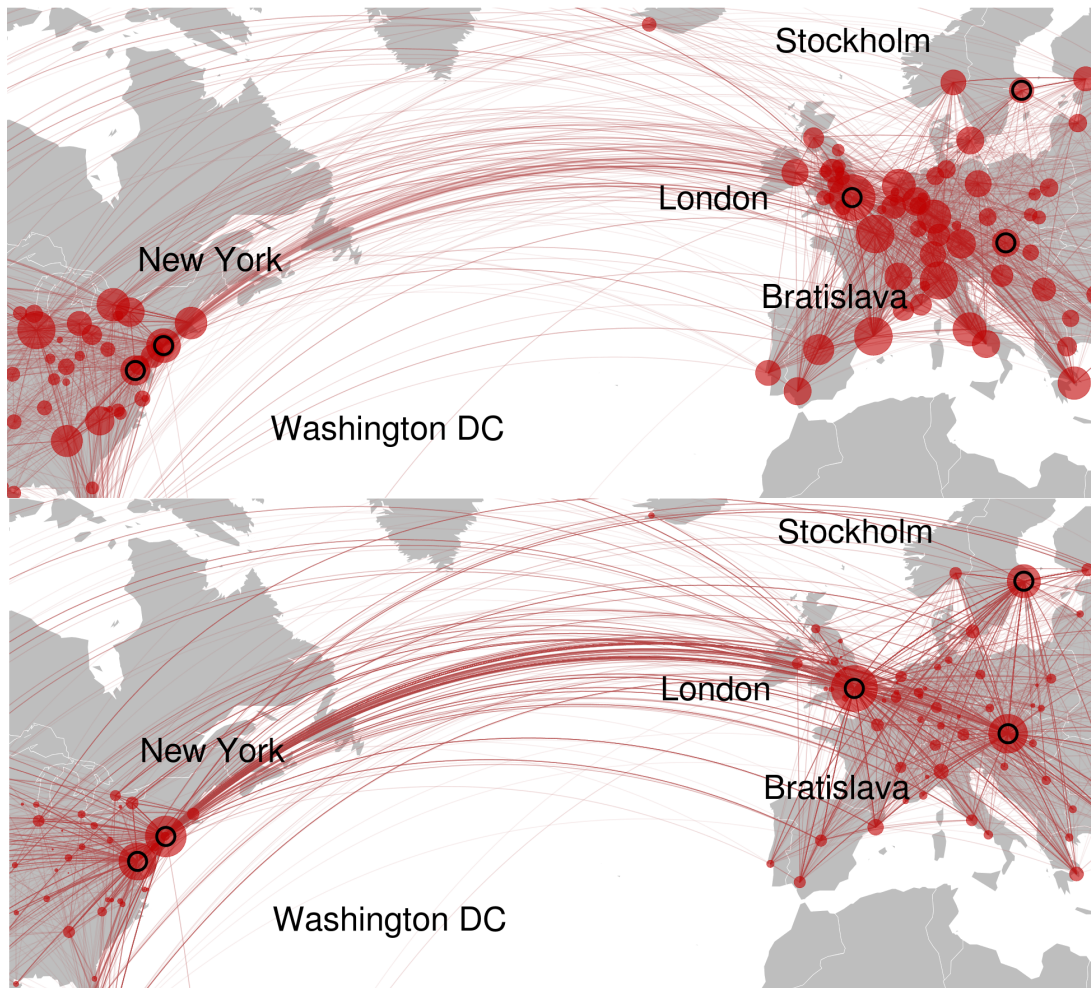 Stockholm
London
New York
Bratislava
Washington DC
Stockholm
London
New York
Bratislava
Washington DC